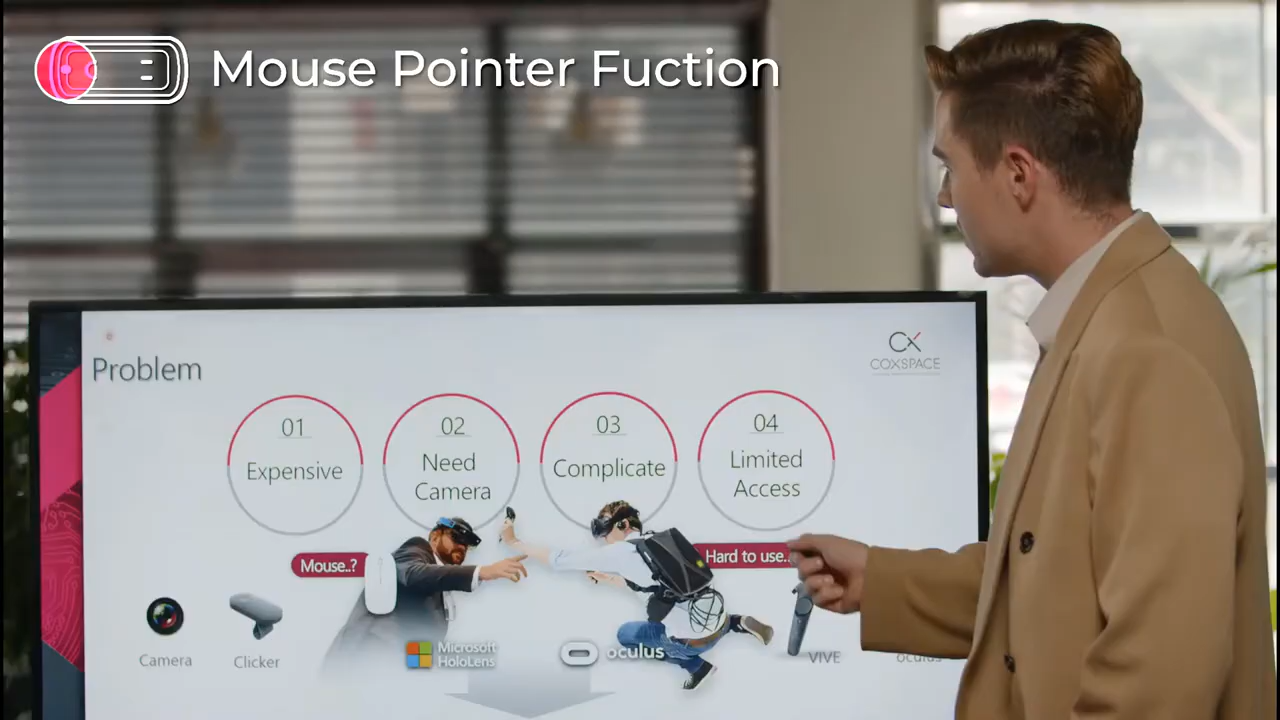 Mouse Pointer Fuction
COXSPACE
Problem
01
Expensive
02
Need
Camera
03
Complicate
04
Limited
Access
Mouse..?
Hard to use..
Camera
Clicker
Microsoft
HoloLens
oculus
VIVE
oculus